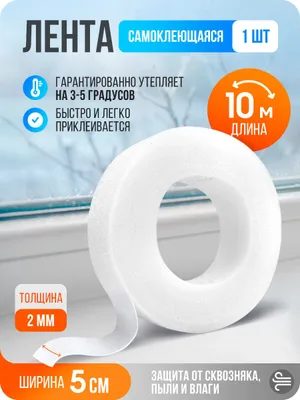 ЛЕНТА
САМОКЛЕЮЩАЯСЯ
1 ШТ
ГАРАНТИРОВАННО УТЕПЛЯЕТ
НА 3-5 ГРАДУСОВ
БЫСТРО И ЛЕГКО
ПРИКЛЕИВАЕТСЯ
10 М
ДЛИНА
ТОЛЩИНА
2 ММ
ШИРИНА 5 СМ
ЗАЩИТА ОТ СКВОЗНЯКА,
ПЫЛИ И ВЛАГИ